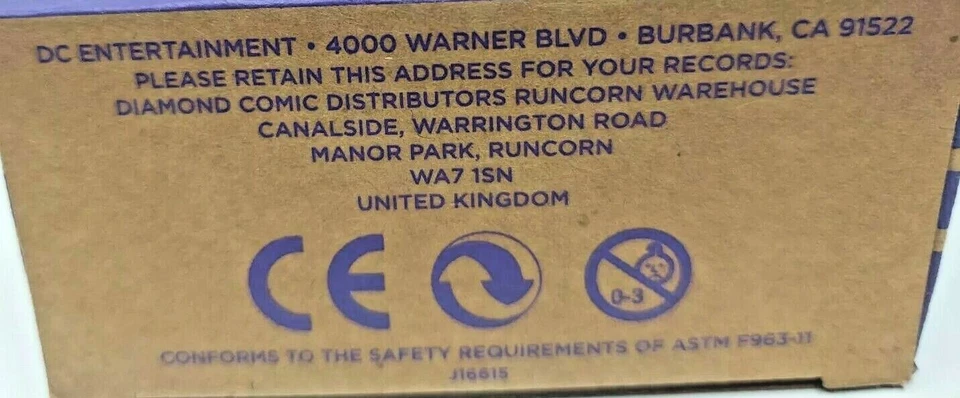 DC ENTERTAINMENT • 4000 WARNER BLVD • BURBANK, CA 91522
PLEASE RETAIN THIS ADDRESS FOR YOUR RECORDS:
DIAMOND COMIC DISTRIBUTORS RUNCORN WAREHOUSE
CANALSIDE, WARRINGTON ROAD
MANOR PARK, RUNCORN
WA7 1SN
UNITED KINGDOM
CE
0-3
CONFORMS TO THE SAFETY REQUIREMENTS OF ASTM F963-11
J16615